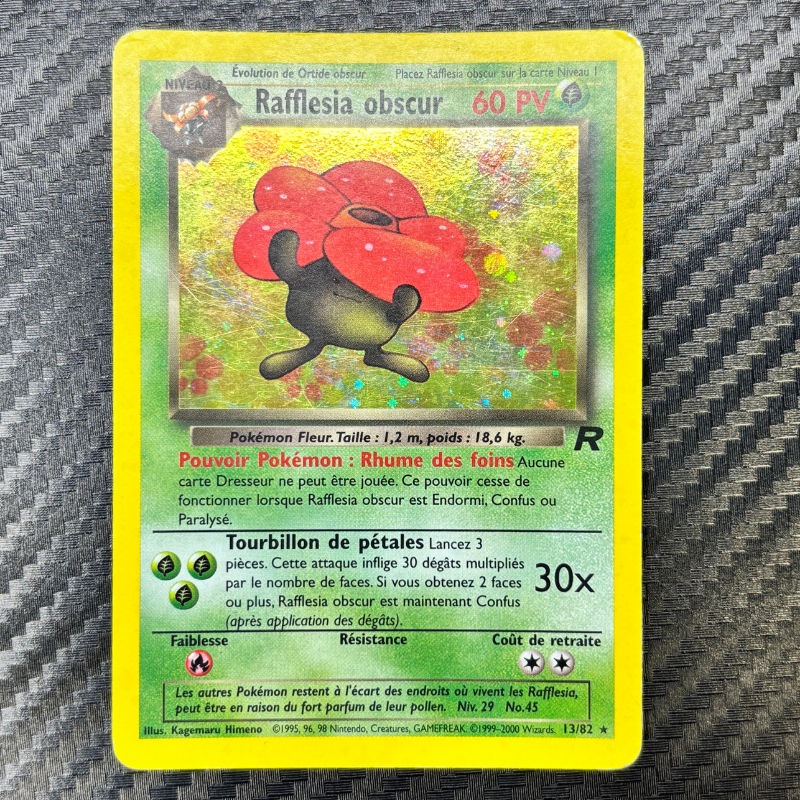 Évolution de Ortide obscur Placez Rafflesia obscur sur la carte Niveau 1
NIVEAU 2
Rafflesia obscur 60 PV
Pokémon Fleur. Taille : 1,2 m, poids : 18,6 kg.
R
Pouvoir Pokémon : Rhume des foins Aucune
carte Dresseur ne peut être jouée. Ce pouvoir cesse de
fonctionner lorsque Rafflesia obscur est Endormi, Confus ou
Paralysé.
Tourbillon de pétales Lancez 3
pièces. Cette attaque inflige 30 dégâts multipliés
par le nombre de faces. Si vous obtenez 2 faces
ou plus, Rafflesia obscur est maintenant Confus
(après application des dégâts).
30x
Faiblesse Résistance Coût de retraite
Les autres Pokémon restent à l'écart des endroits où vivent les Rafflesia,
peut être en raison du fort parfum de leur pollen. Niv. 29 No.45
Illus. Kagemaru Himeno ©1995, 96, 98 Nintendo, Creatures, GAMEFREAK. ©1999-2000 Wizards. 13/82 ★